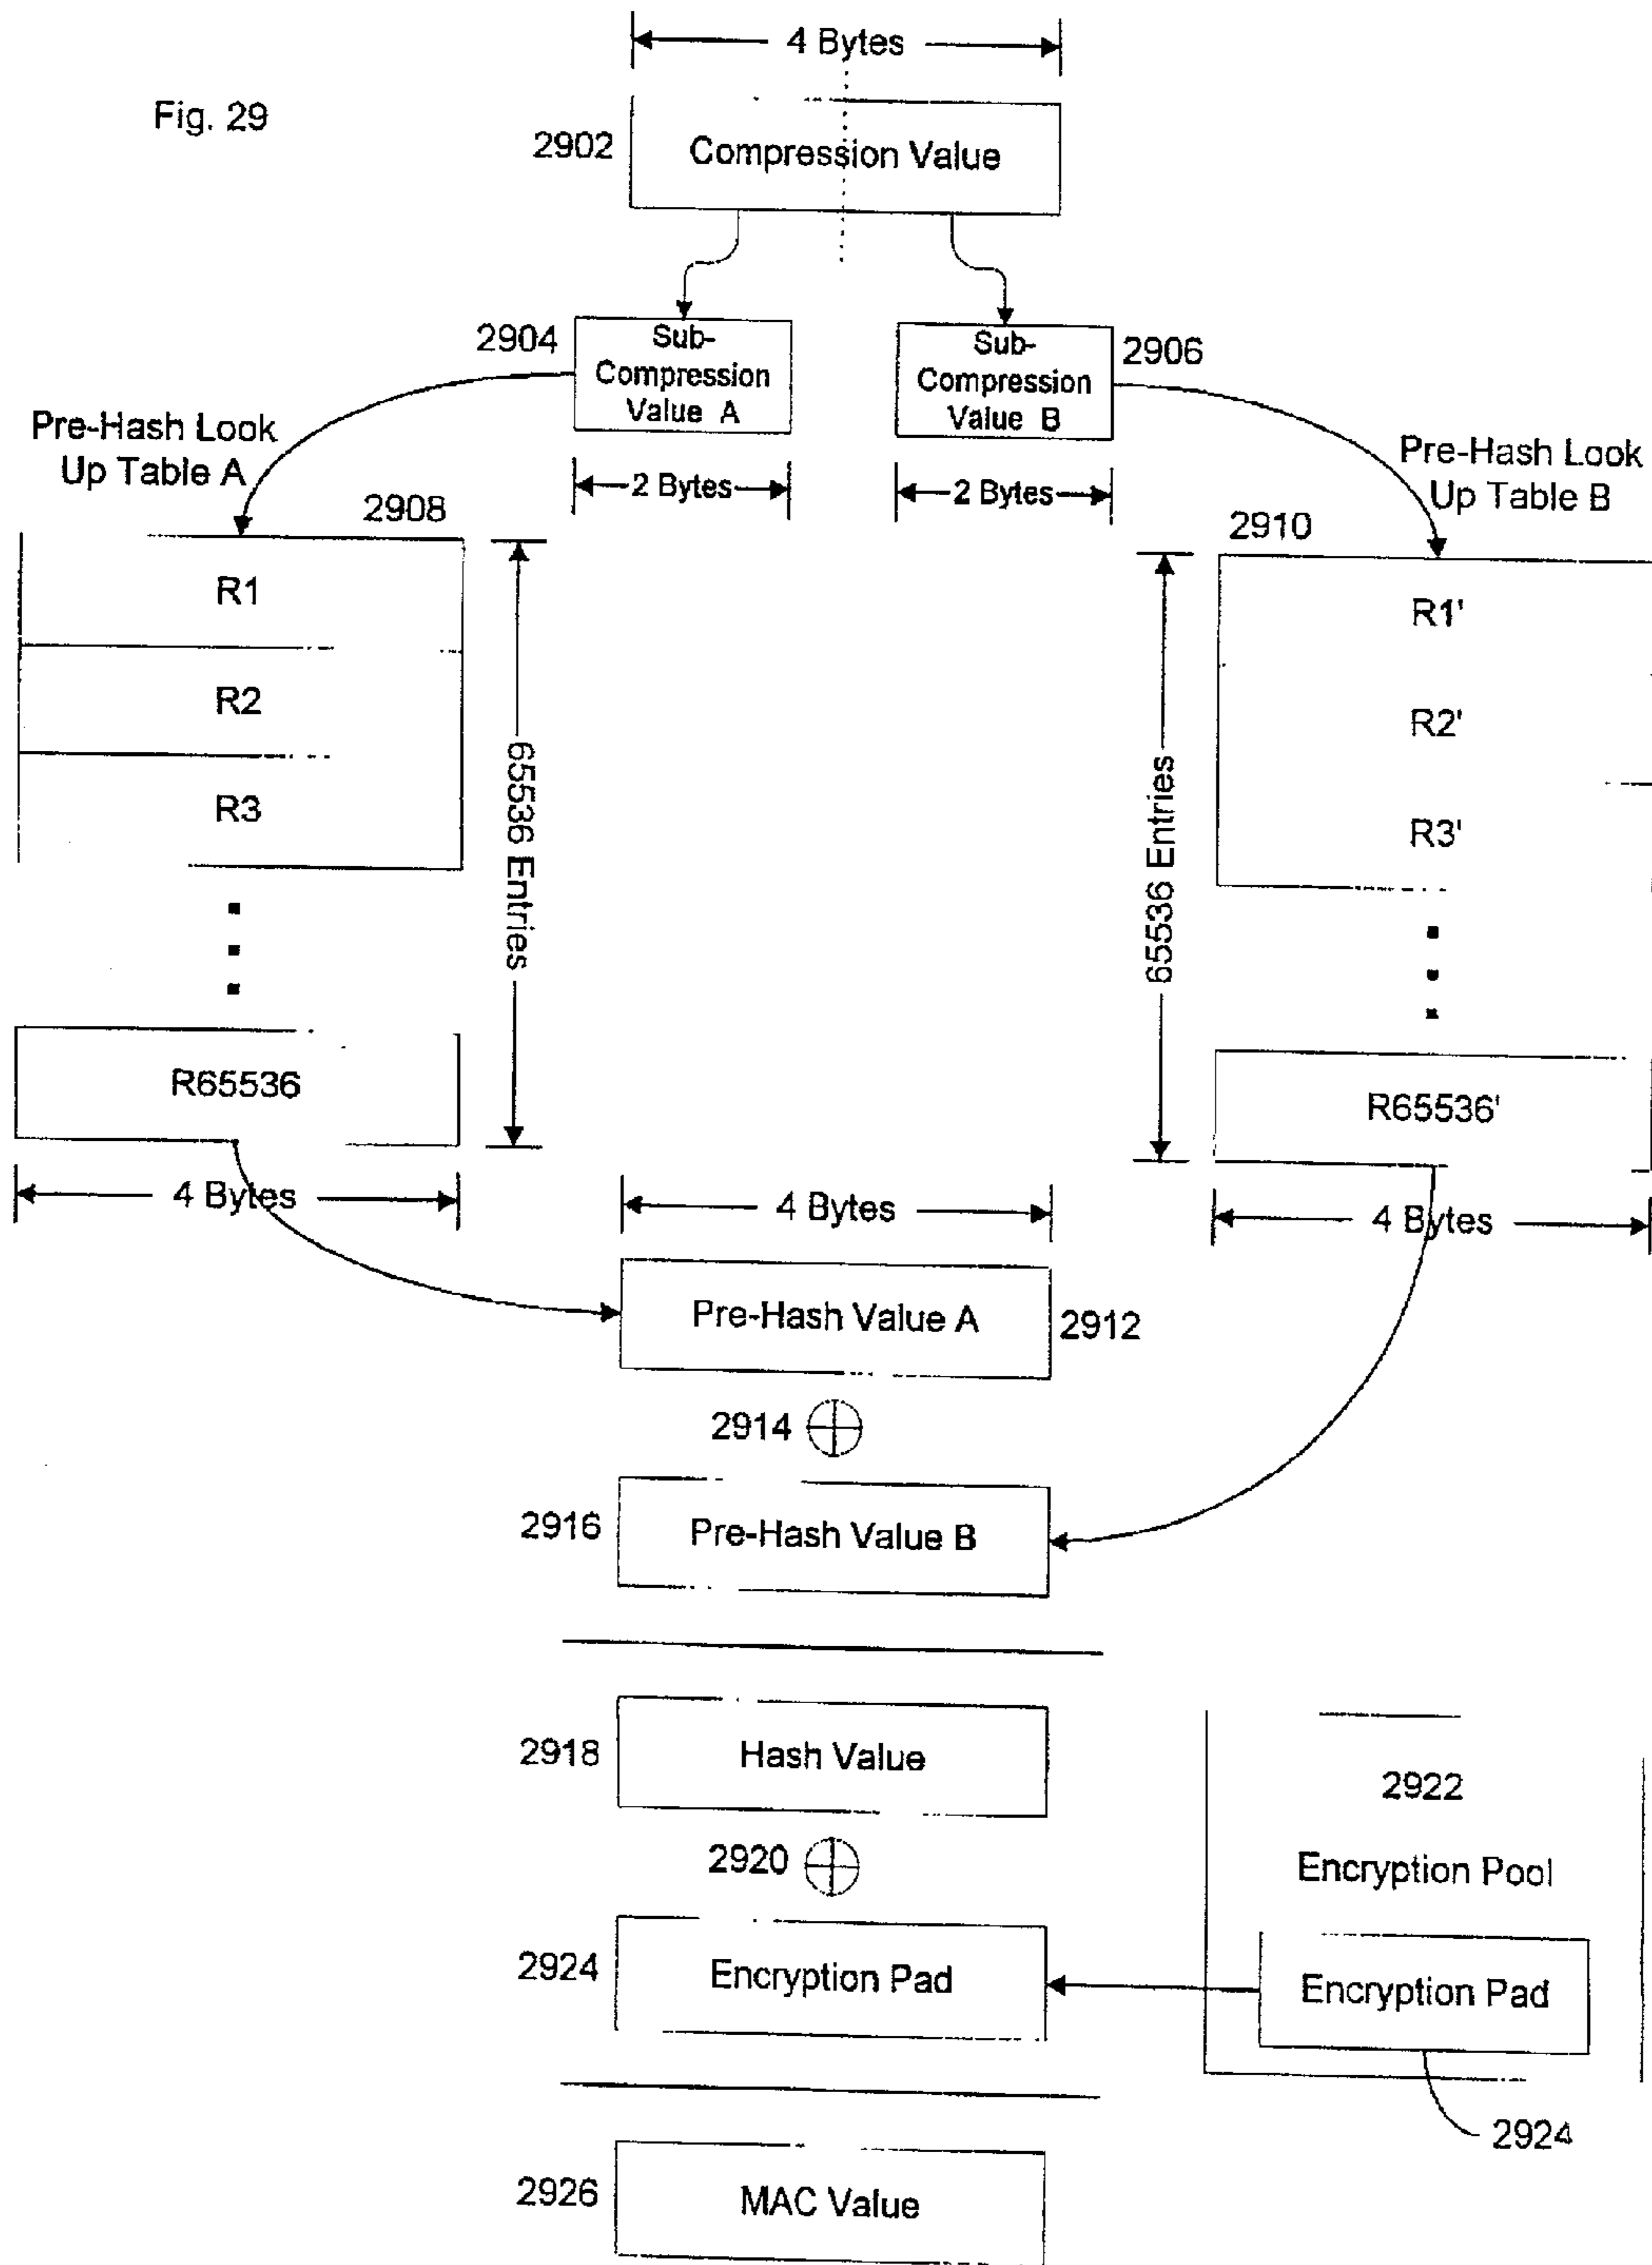 Fig. 29
4 Bytes
2902
Compression Value
2904
Sub-
Compression
Value A
Sub-
Compression
Value B
2906
2 Bytes
2 Bytes
Pre-Hash Look
Up Table A
2908
Pre-Hash Look
Up Table B
2910
R1
R2
R3
R65536
65536 Entries
4 Bytes
65536 Entries
R1'
R2'
R3'
R65536'
4 Bytes
4 Bytes
Pre-Hash Value A
2912
2914
2916
Pre-Hash Value B
2918
Hash Value
2920
2922
Encryption Pool
2924
Encryption Pad
Encryption Pad
2924
2926
MAC Value